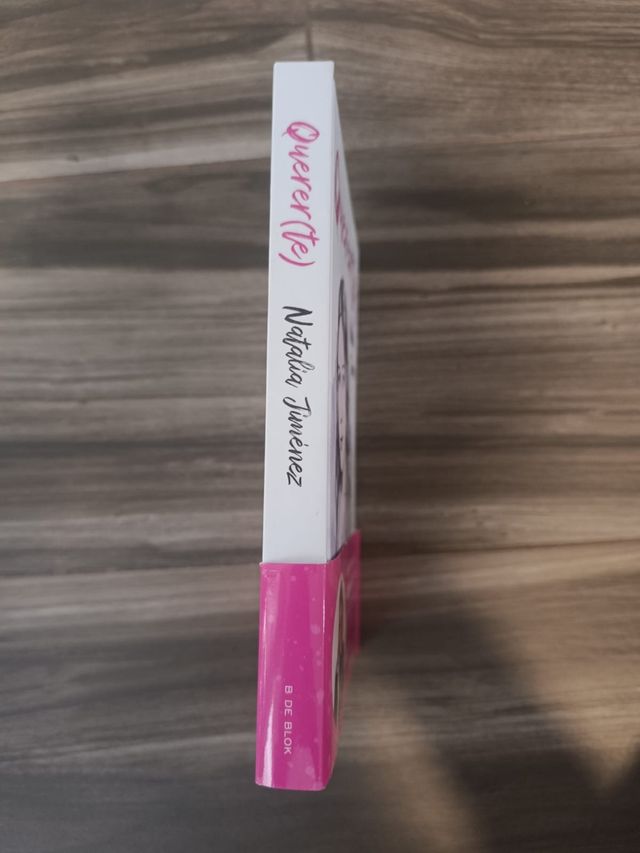 Querer(te)
Natalia Jiménez
B DE BLOK